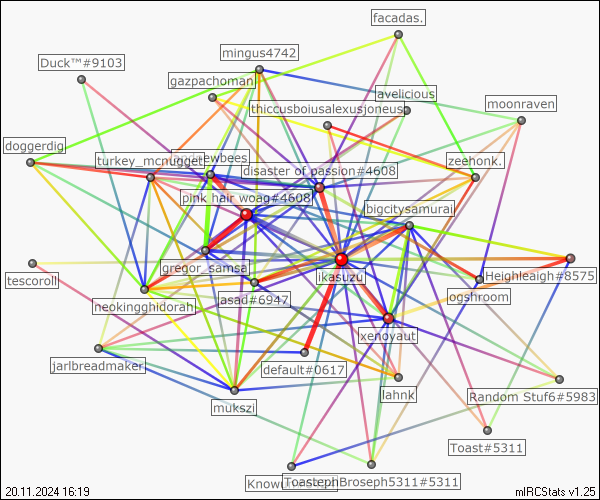 facadas.
mingus4742
Duck™#9103
gazpachoman
avelicious
thiccusboiusalexusjoneus
moonraven
doggerdig
turkey_mcnugget
andrewbees
zeehonk.
disaster of passion#4608
pink hair woag#4608
bigcitysamurai
gregor_samsa
ikasuzu
tescoroll
Heighleaigh#8575
neokingghidorah
asad#6947
ogshroom
xenoyaut
jarlbreadmaker
default#0617
lahnk
Random Stuf6#5983
mukszi
Toast#5311
ToastephBroseph5311#5311
20.11.2024 16:19
mIRCStats v1.25